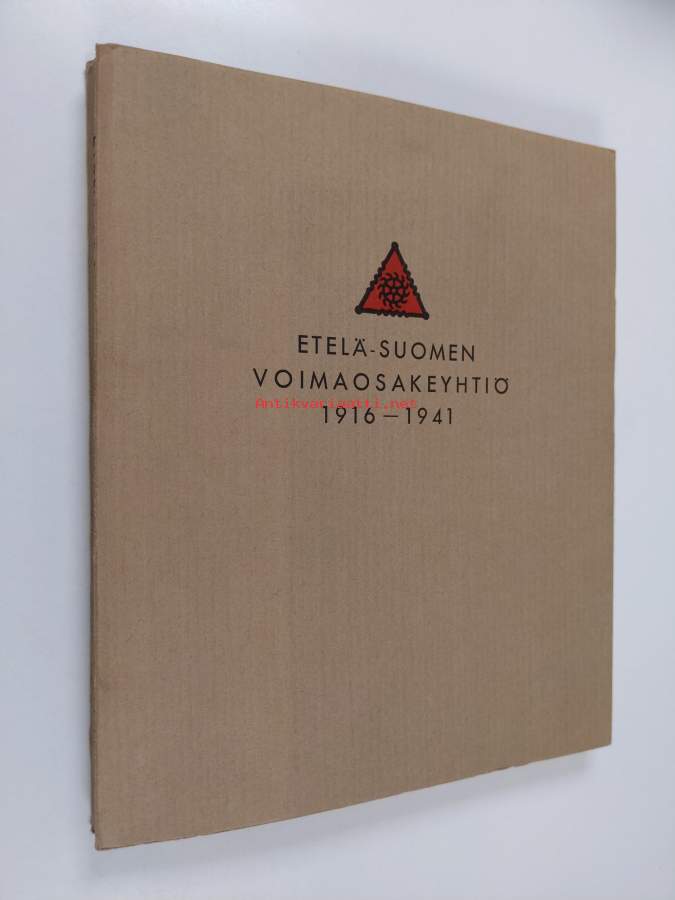 ETELÄ-SUOMEN
VOIMAOSAKEYHTIÖ
Antikvariaatti.net
1916 – 1941